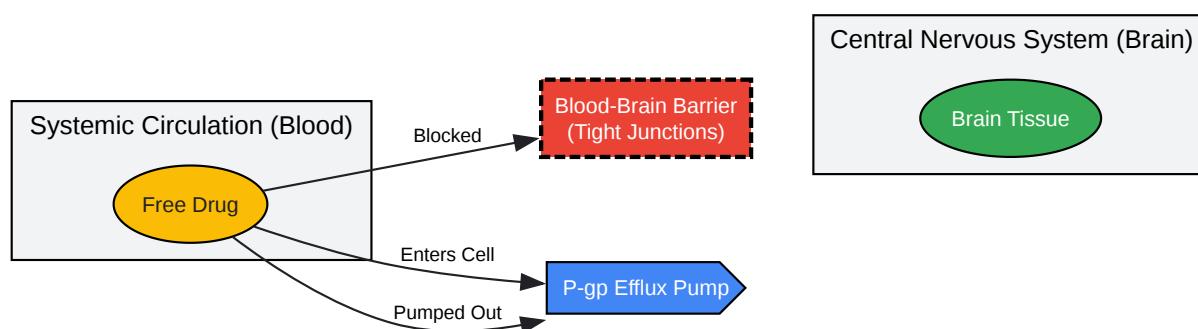 Central Nervous System (Brain)
Blood-Brain Barrier
(Tight Junctions)
Brain Tissue
Systemic Circulation (Blood)
Blocked
Free Drug
Enters Cell
P-gp Efflux Pump
Pumped Out